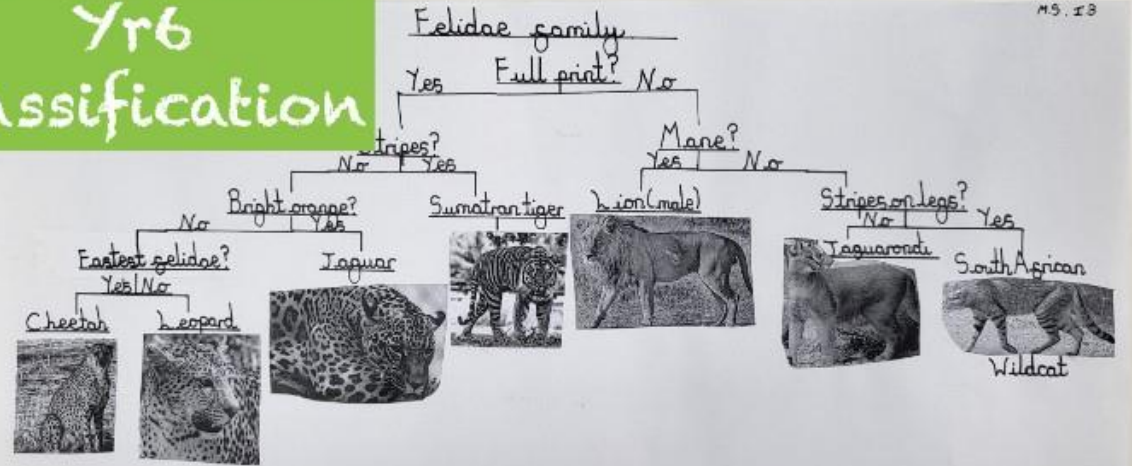 Yr6
assification
M.S. I3
Felidae family
Full print?
Yes No
Stripes?
No Yes
Mane?
Yes No
Bright orange?
No Yes
Sumatran tiger
Lion (male)
Stripes on legs?
No Yes
Fastest felidae?
Yes No
Jaguar
Jaguarondi
South African
Wildcat
Cheetah
Leopard